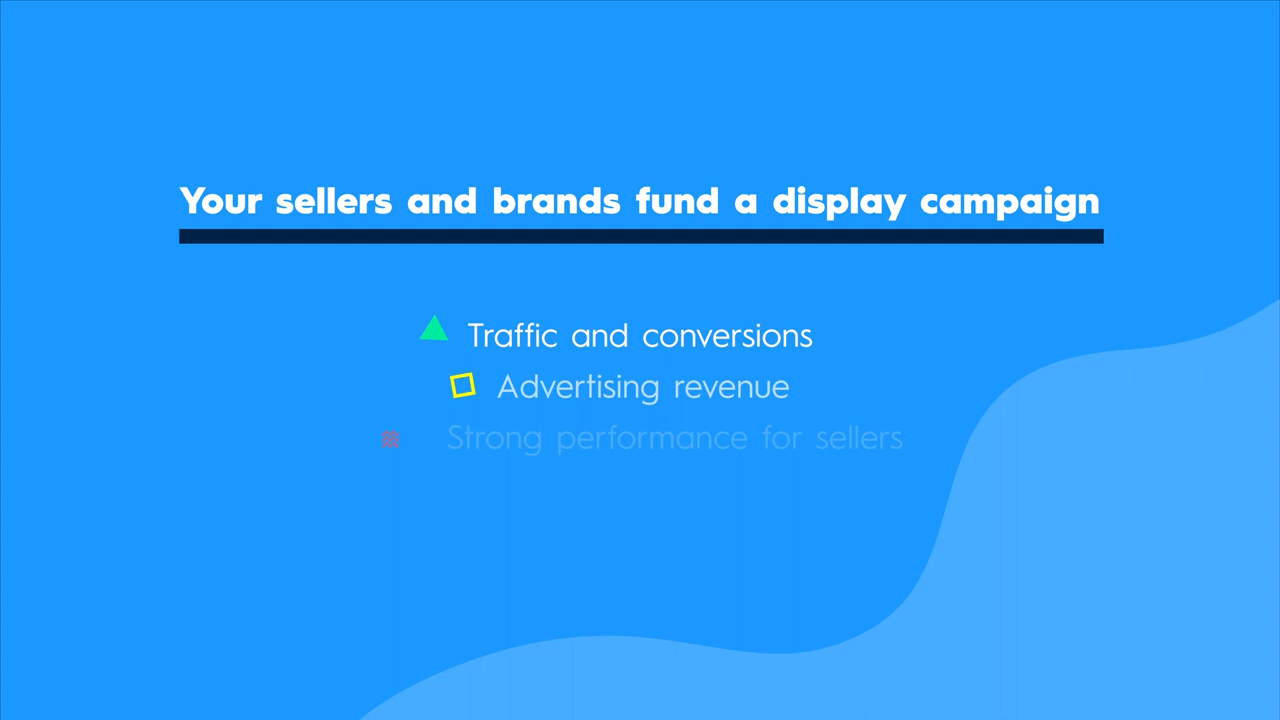 Your sellers and brands fund a display campaign
Traffic and conversions
Advertising revenue
Strong performance for sellers